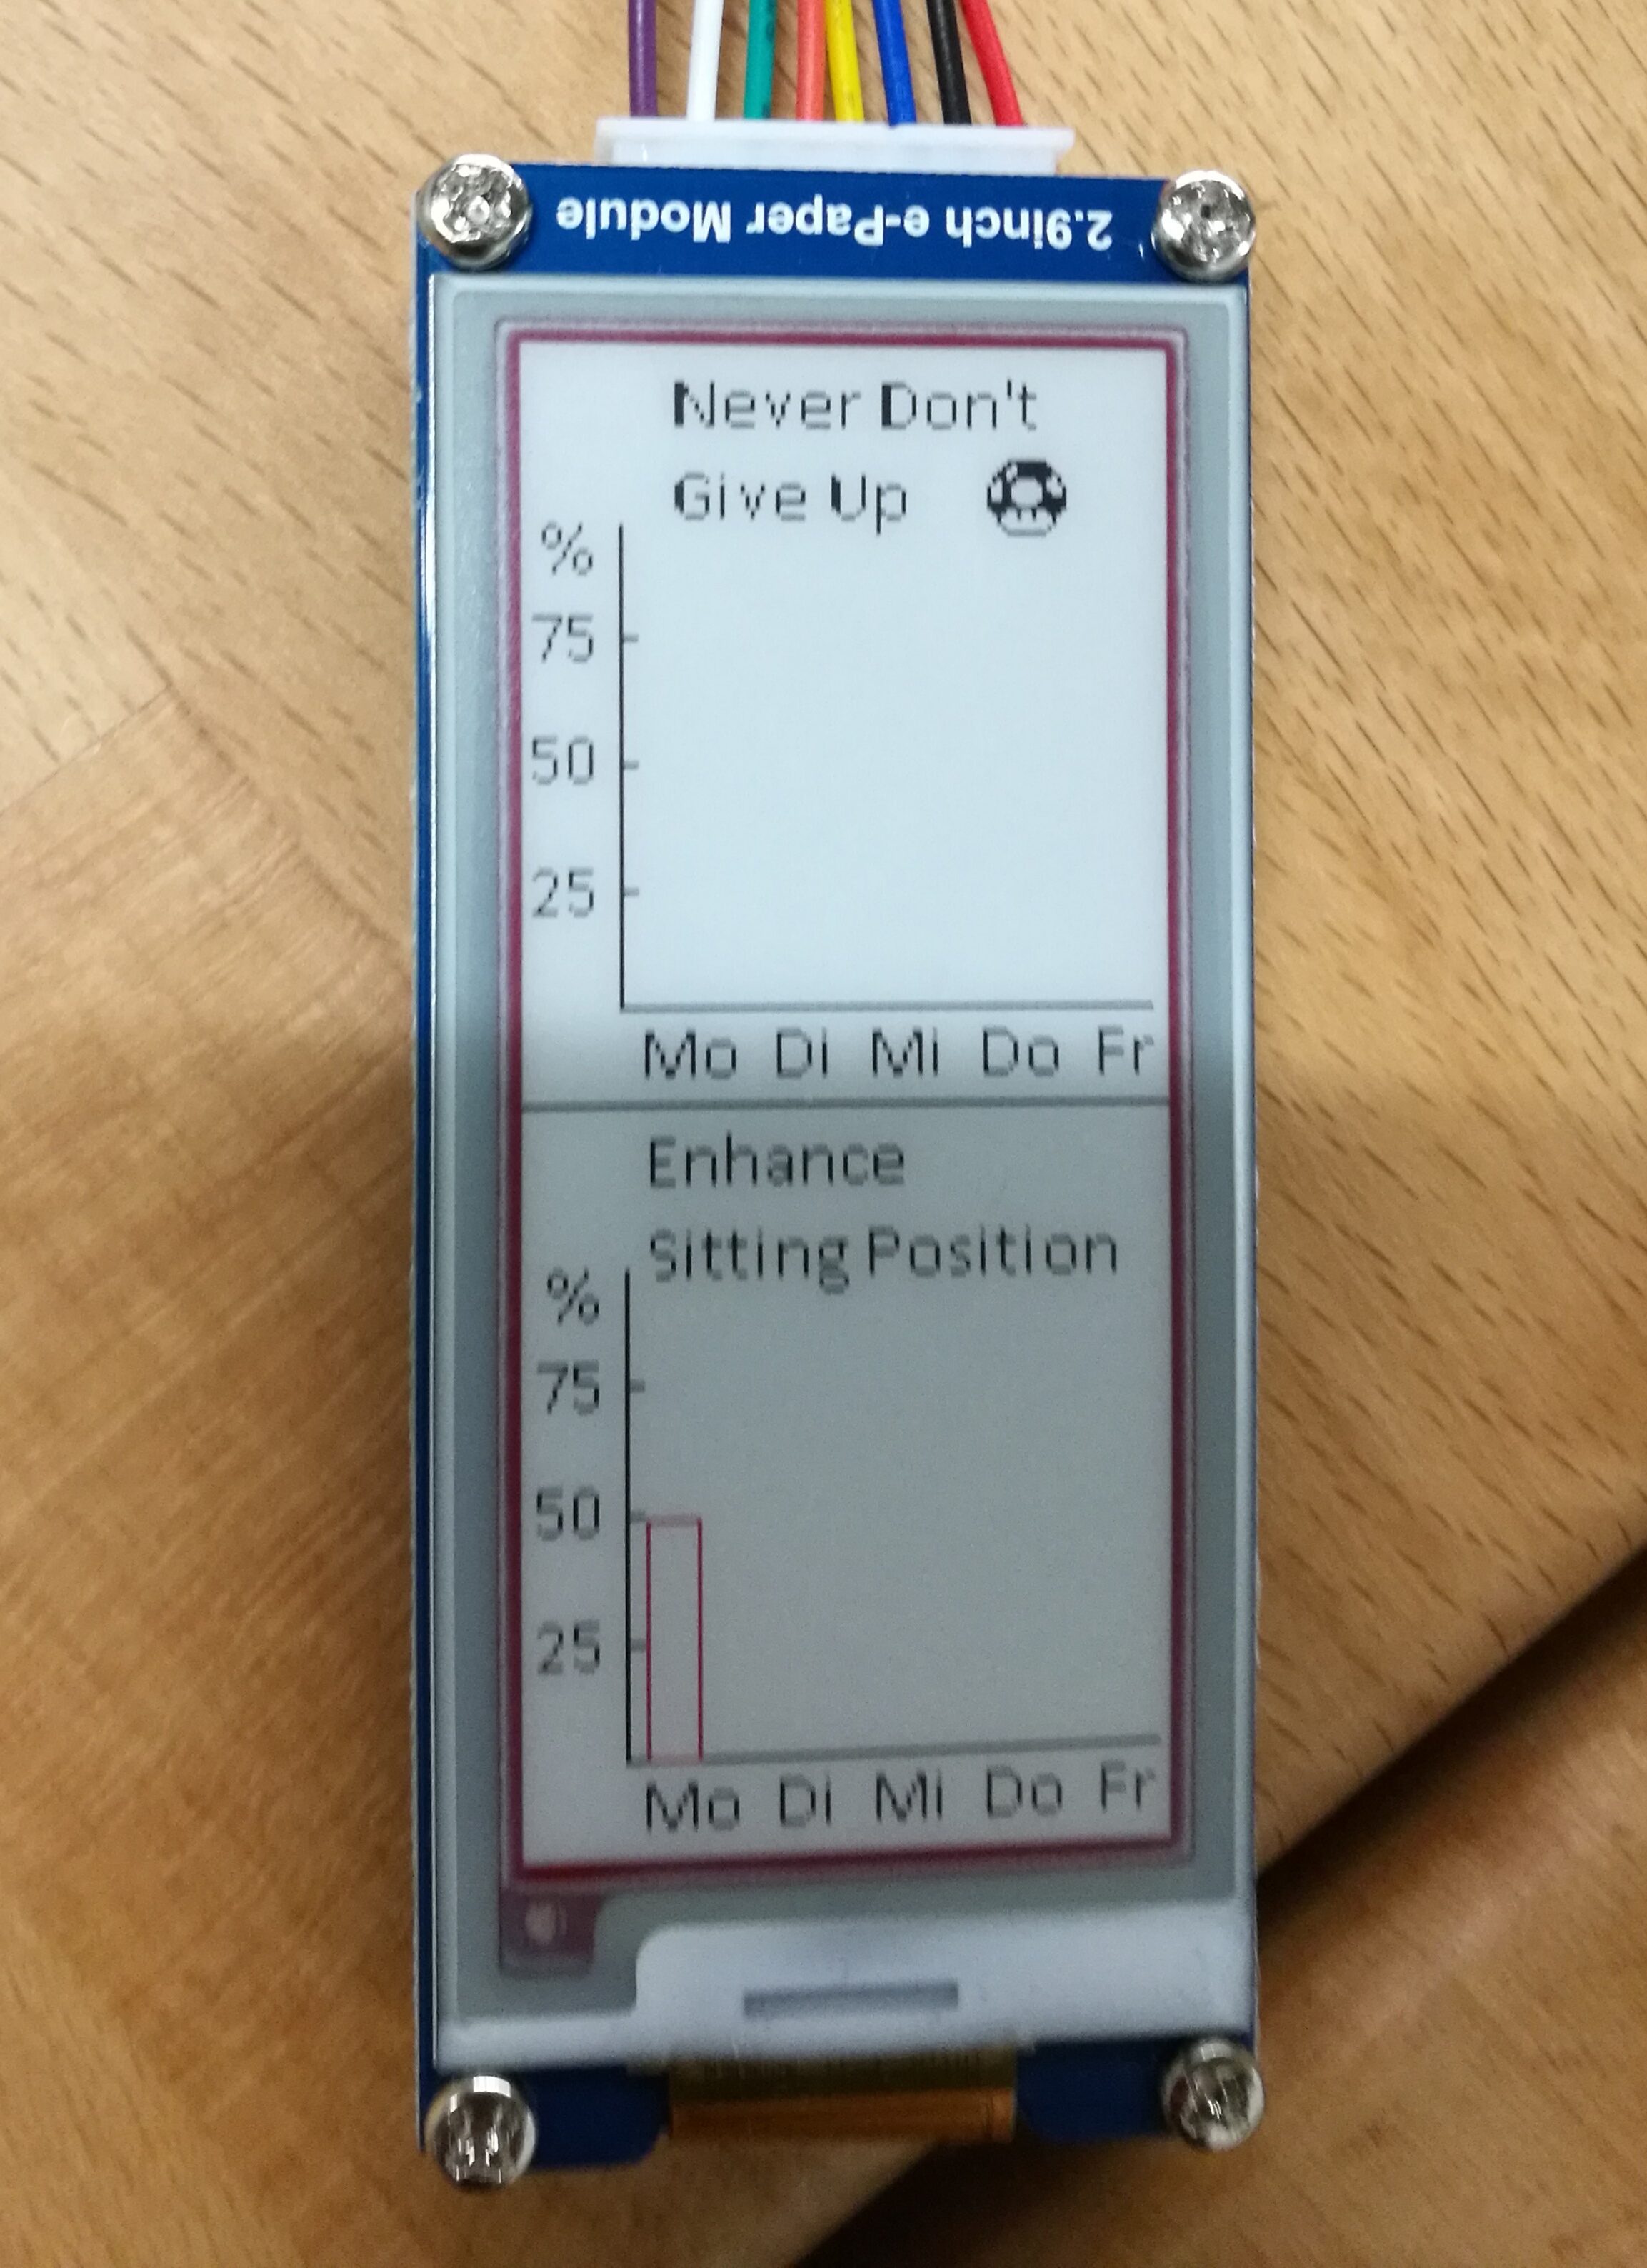 2.9inch e-Paper Module
Never Don't
Give Up
%
75
50
25
Mo Di Mi Do Fr
Enhance
Sitting Position
%
75
50
25
Mo Di Mi Do Fr